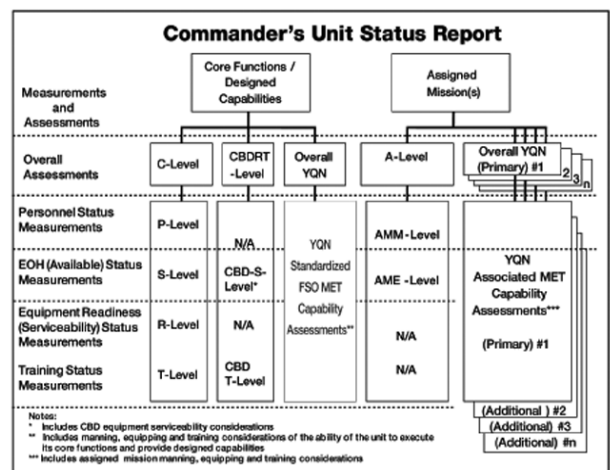 Commander's Unit Status Report
Core Functions /
Designed
Capabilities
Assigned
Mission(s)
Measurements
and
Assessments
Overall
Assessments
C-Level
CBDRT
-Level
Overall
YQN
A-Level
Overall YQN
(Primary) #1
2
3
n
Personnel Status
Measurements
P-Level
N/A
AMM-Level
EOH (Available) Status
Measurements
S-Level
CBD-S-
Level*
AME -Level
Equipment Readiness
(Serviceability) Status
Measurements
R-Level
N/A
N/A
Training Status
Measurements
T-Level
CBD
T-Level
N/A
YQN
Standardized
FSO MET
Capability
Assessments**
YQN
Associated MET
Capability
Assessments***
(Primary) #1
(Additional ) #2
(Additional) #3
(Additional) #n
Notes:
* Includes CBD equipment serviceability considerations
** Includes manning, equipping and training considerations of the ability of the unit to execute
its core functions and provide designed capabilities
*** Includes assigned mission manning, equipping and training considerations